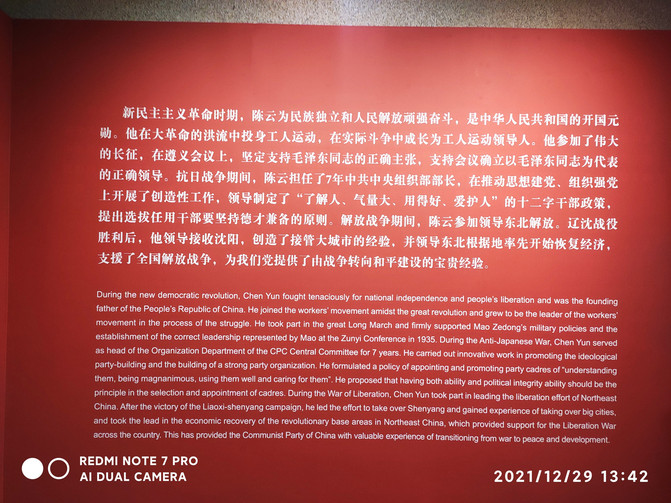 新民主主义革命时期，陈云为民族独立和人民解放顽强奋斗，是中华人民共和国的开国元
勋。他在大革命的洪流中投身工人运动，在实际斗争中成长为工人运动领导人。他参加了伟大
的长征，在遵义会议上，坚定支持毛泽东同志的正确主张，支持会议确立以毛泽东同志为代表
的正确领导。抗日战争期间，陈云担任了7年中共中央组织部部长，在推动思想建党、组织强党
上开展了创造性工作，领导制定了“了解人、气量大、用得好、爱护人”的十二字干部政策，
提出选拔任用干部要坚持德才兼备的原则。解放战争期间，陈云参加领导东北解放。辽沈战役
胜利后，他领导接收沈阳，创造了接管大城市的经验，并领导东北根据地率先开始恢复经济，
支援了全国解放战争，为我们党提供了由战争转向和平建设的宝贵经验。
During the new democratic revolution, Chen Yun fought tenaciously for national independence and people's liberation and was the founding
father of the People's Republic of China. He joined the workers' movement amidst the great revolution and grew to be the leader of the workers'
movement in the process of the struggle. He took part in the great Long March and firmly supported Mao Zedong's military policies and the
establishment of the correct leadership represented by Mao at the Zunyi Conference in 1935. During the Anti-Japanese War, Chen Yun served
as head of the Organization Department of the CPC Central Committee for 7 years. He carried out innovative work in promoting the ideological
party-building and the building of a strong party organization. He formulated a policy of appointing and promoting party cadres of "understanding
them, being magnanimous, using them well and caring for them". He proposed that having both ability and political integrity ability should be the
principle in the selection and appointment of cadres. During the War of Liberation, Chen Yun took part in leading the liberation effort of Northeast
China. After the victory of the Liaoxi-shenyang campaign, he led the effort to take over Shenyang and gained experience of taking over big cities,
and took the lead in the economic recovery of the revolutionary base areas in Northeast China, which provided support for the Liberation War
across the country. This has provided the Communist Party of China with valuable experience of transitioning from war to peace and development.
REDMI NOTE 7 PRO
AI DUAL CAMERA
2021/12/29 13:42